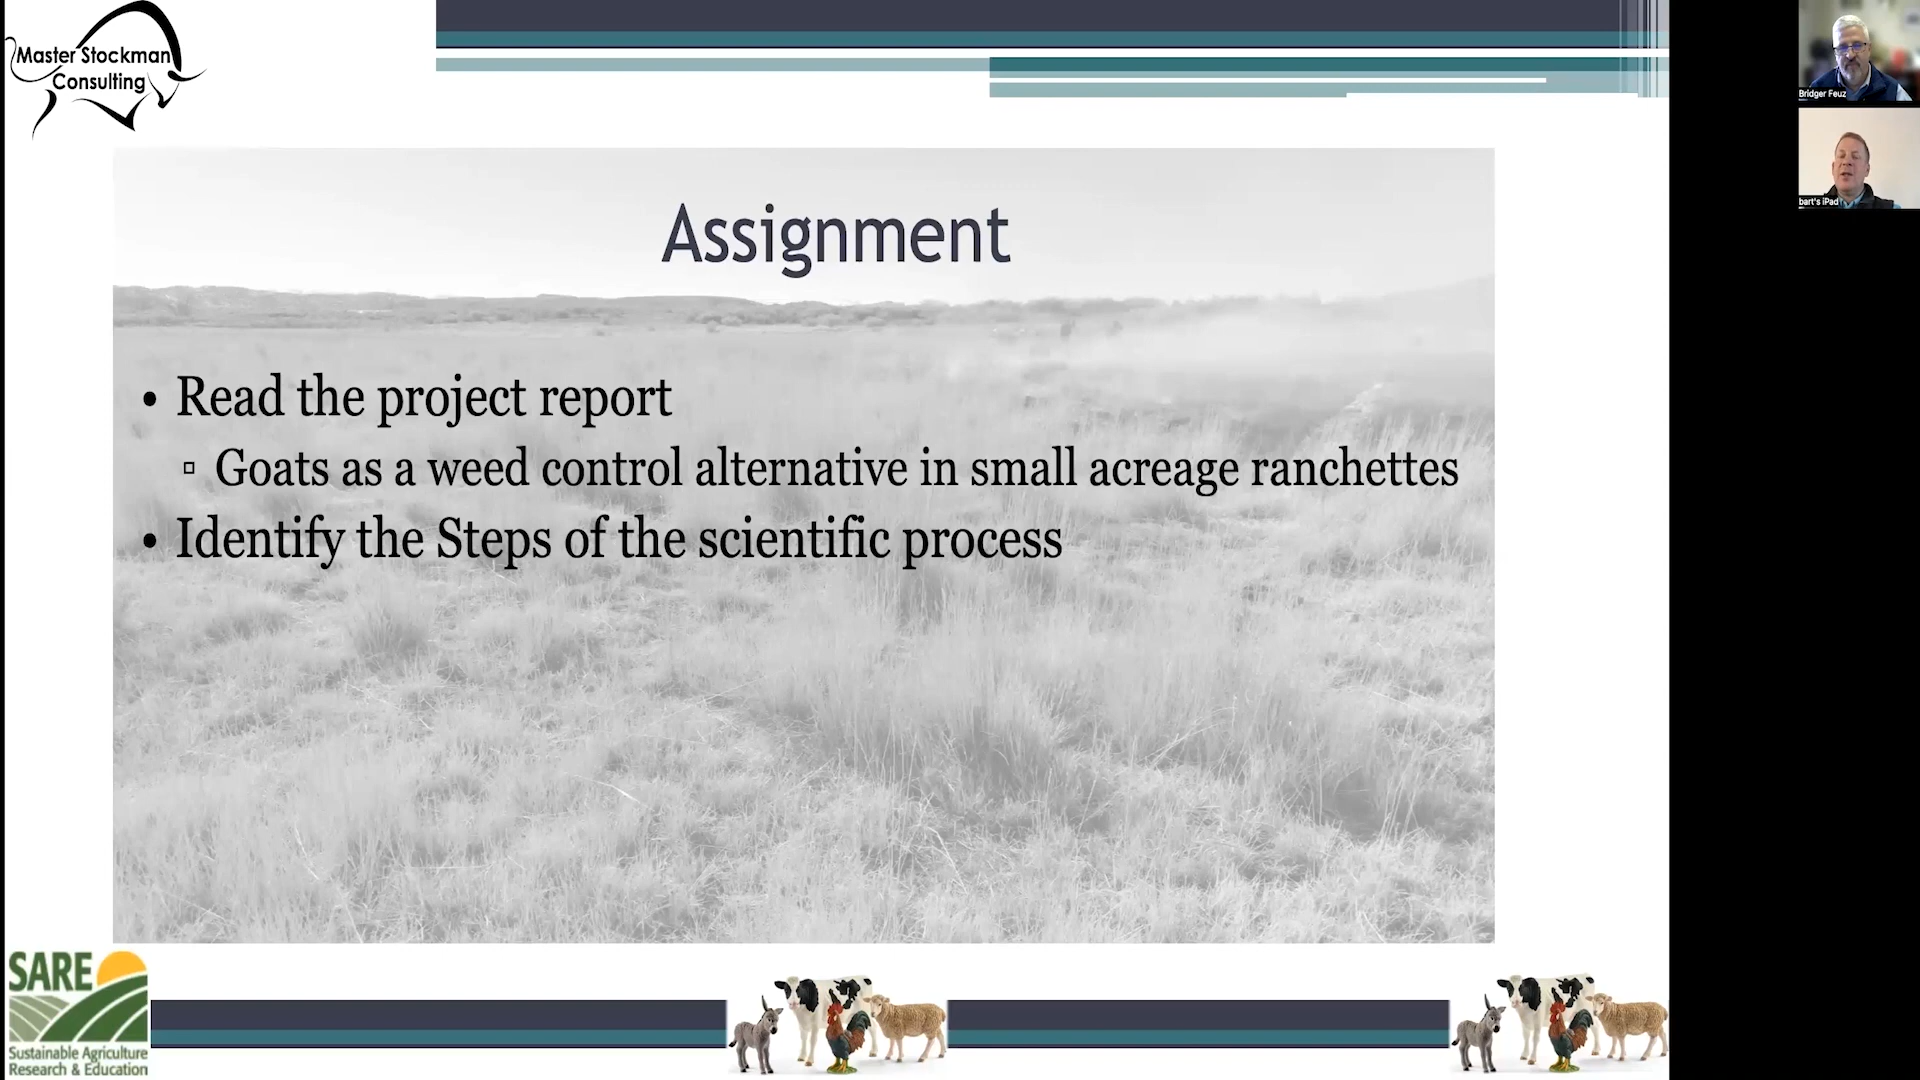 Master Stockman
Consulting
Assignment
• Read the project report
▫ Goats as a weed control alternative in small acreage ranchettes
• Identify the Steps of the scientific process
SARE
Sustainable Agriculture
Research & Education
Bridger Feuz
bart's iPad